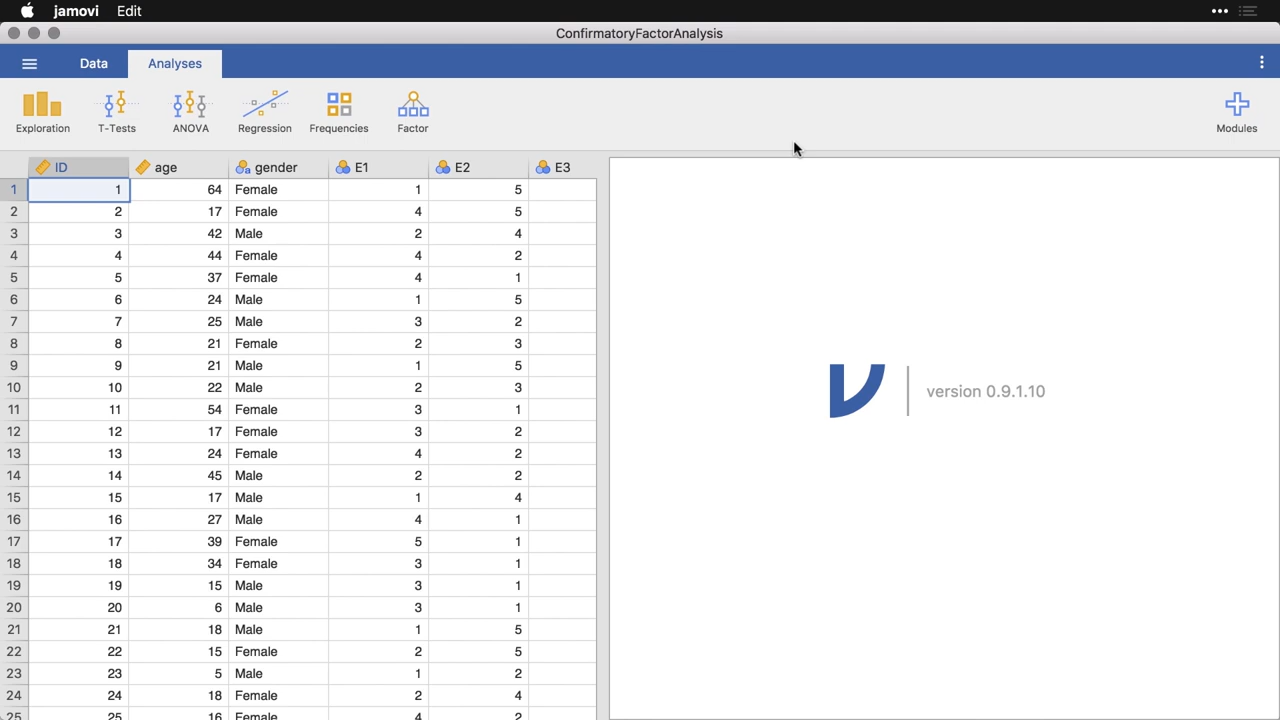 jamovi Edit
ConfirmatoryFactorAnalysis
Data Analyses
Exploration T-Tests ANOVA Regression Frequencies Factor Modules
ID age gender E1 E2 E3
1 1 64 Female 1 5
2 2 17 Female 4 5
3 3 42 Male 2 4
4 4 44 Female 4 2
5 5 37 Female 4 1
6 6 24 Male 1 5
7 7 25 Male 3 2
8 8 21 Female 2 3
9 9 21 Male 1 5
10 10 22 Male 2 3
11 11 54 Female 3 1
12 12 17 Female 3 2
13 13 24 Female 4 2
14 14 45 Male 2 2
15 15 17 Male 1 4
16 16 27 Male 4 1
17 17 39 Female 5 1
18 18 34 Female 3 1
19 19 15 Male 3 1
20 20 6 Male 3 1
21 21 18 Male 1 5
22 22 15 Female 2 5
23 23 5 Male 1 2
24 24 18 Female 2 4
25 25 16 Female 4 2
version 0.9.1.10